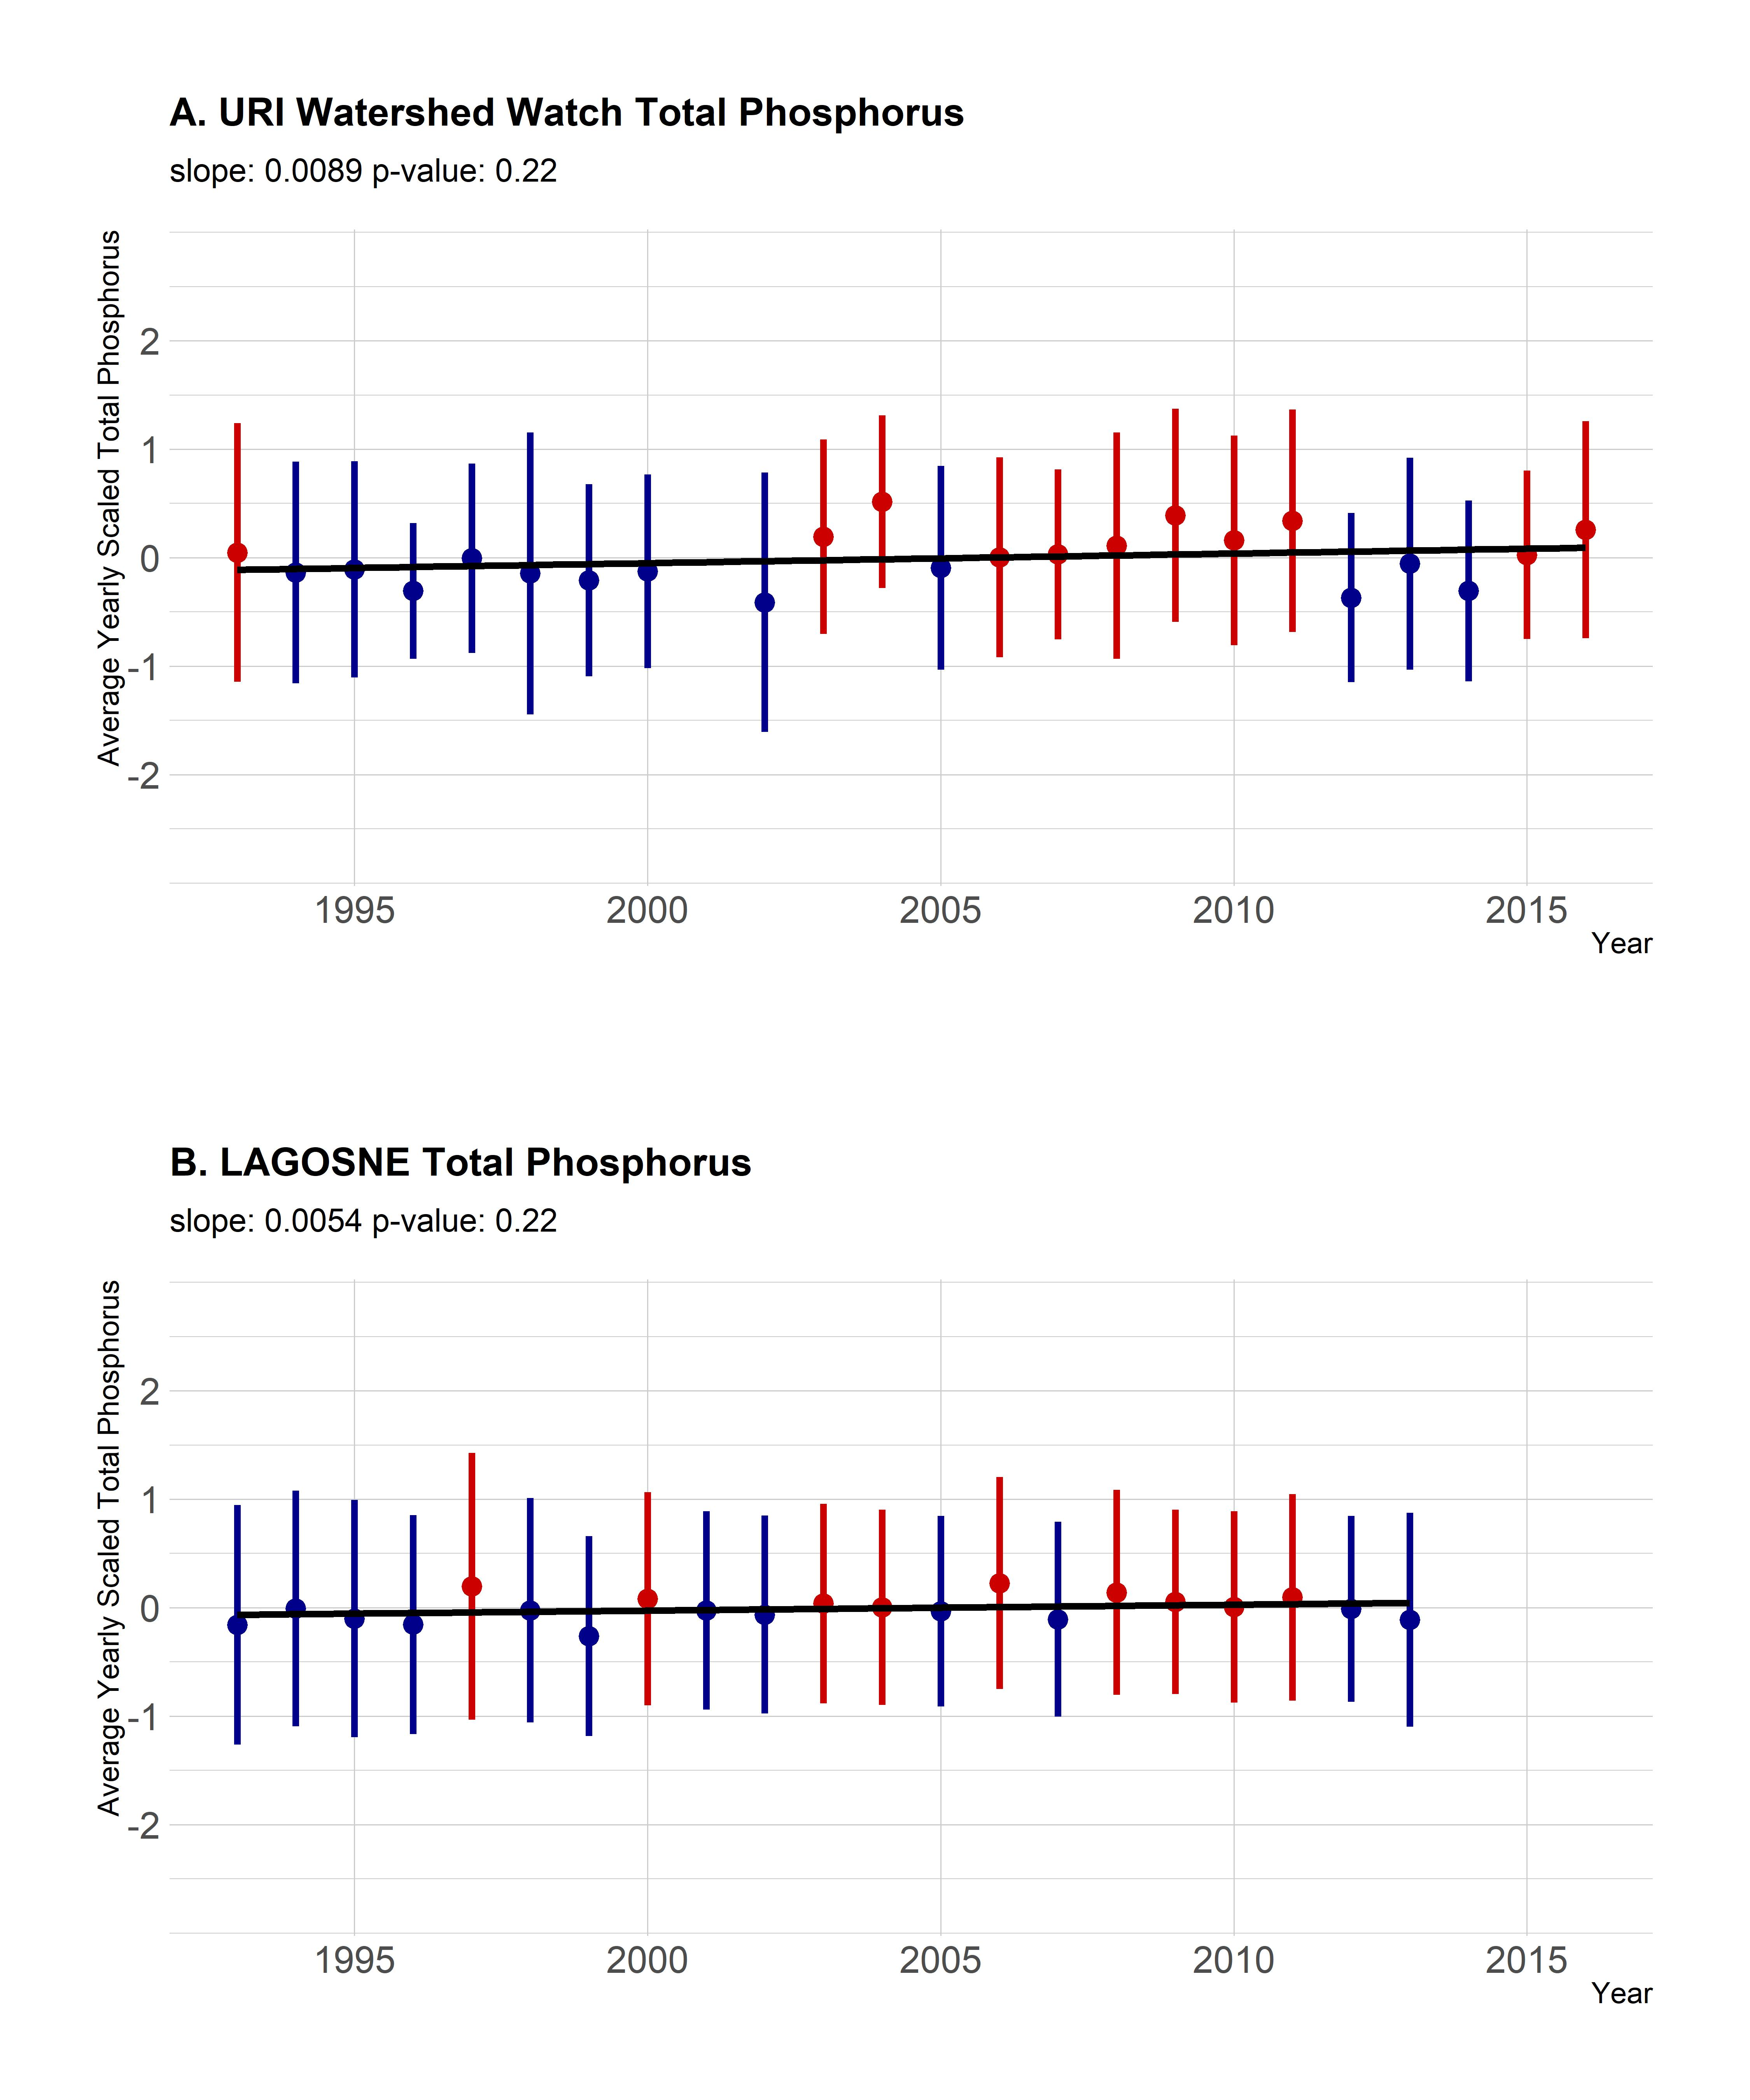 A. URI Watershed Watch Total Phosphorus
slope: 0.0089 p-value: 0.22
Average Yearly Scaled Total Phosphorus
2
1
0
-1
-2
1995 2000 2005 2010 2015
Year
B. LAGOSNE Total Phosphorus
slope: 0.0054 p-value: 0.22
Average Yearly Scaled Total Phosphorus
2
1
0
-1
-2
1995 2000 2005 2010 2015
Year